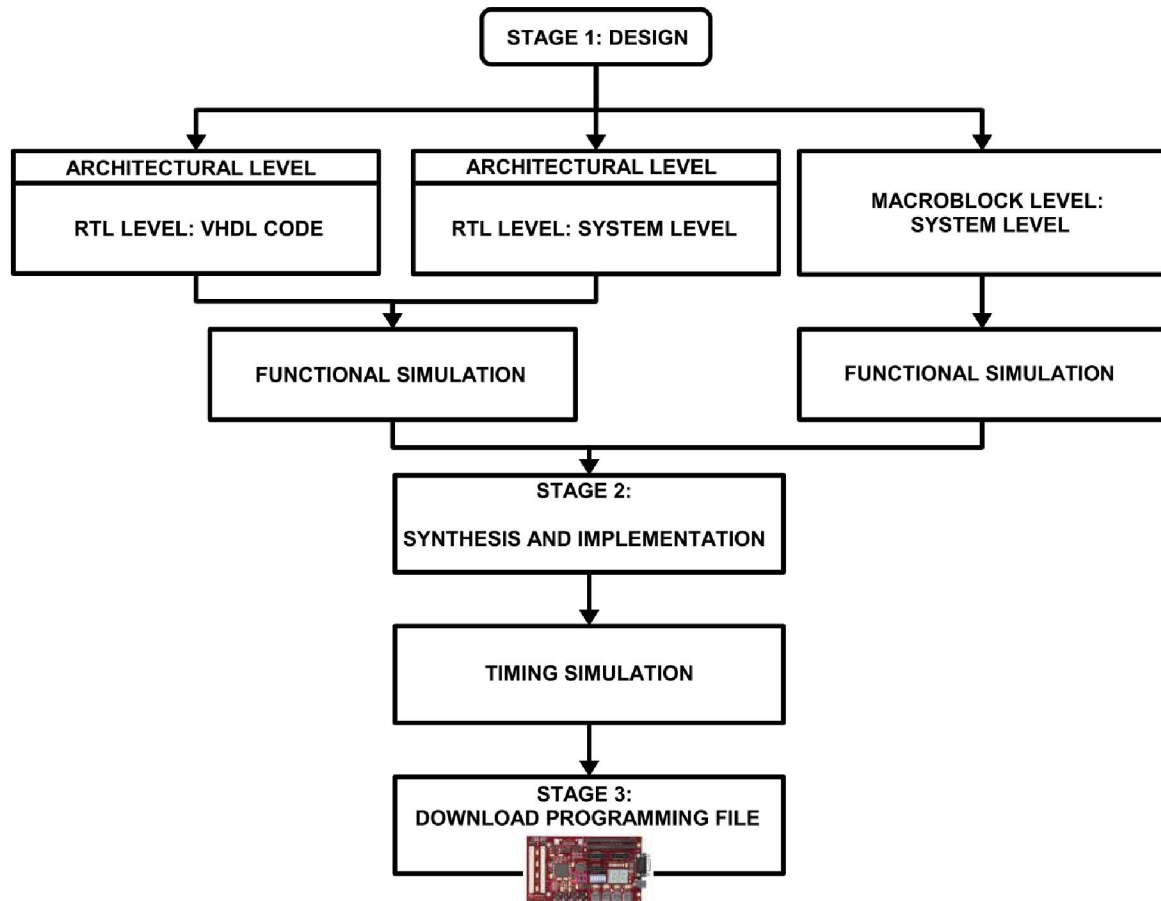 STAGE 1: DESIGN
ARCHITECTURAL LEVEL
RTL LEVEL: VHDL CODE
ARCHITECTURAL LEVEL
RTL LEVEL: SYSTEM LEVEL
MACROBLOCK LEVEL:
SYSTEM LEVEL
FUNCTIONAL SIMULATION
FUNCTIONAL SIMULATION
STAGE 2:
SYNTHESIS AND IMPLEMENTATION
TIMING SIMULATION
STAGE 3:
DOWNLOAD PROGRAMMING FILE